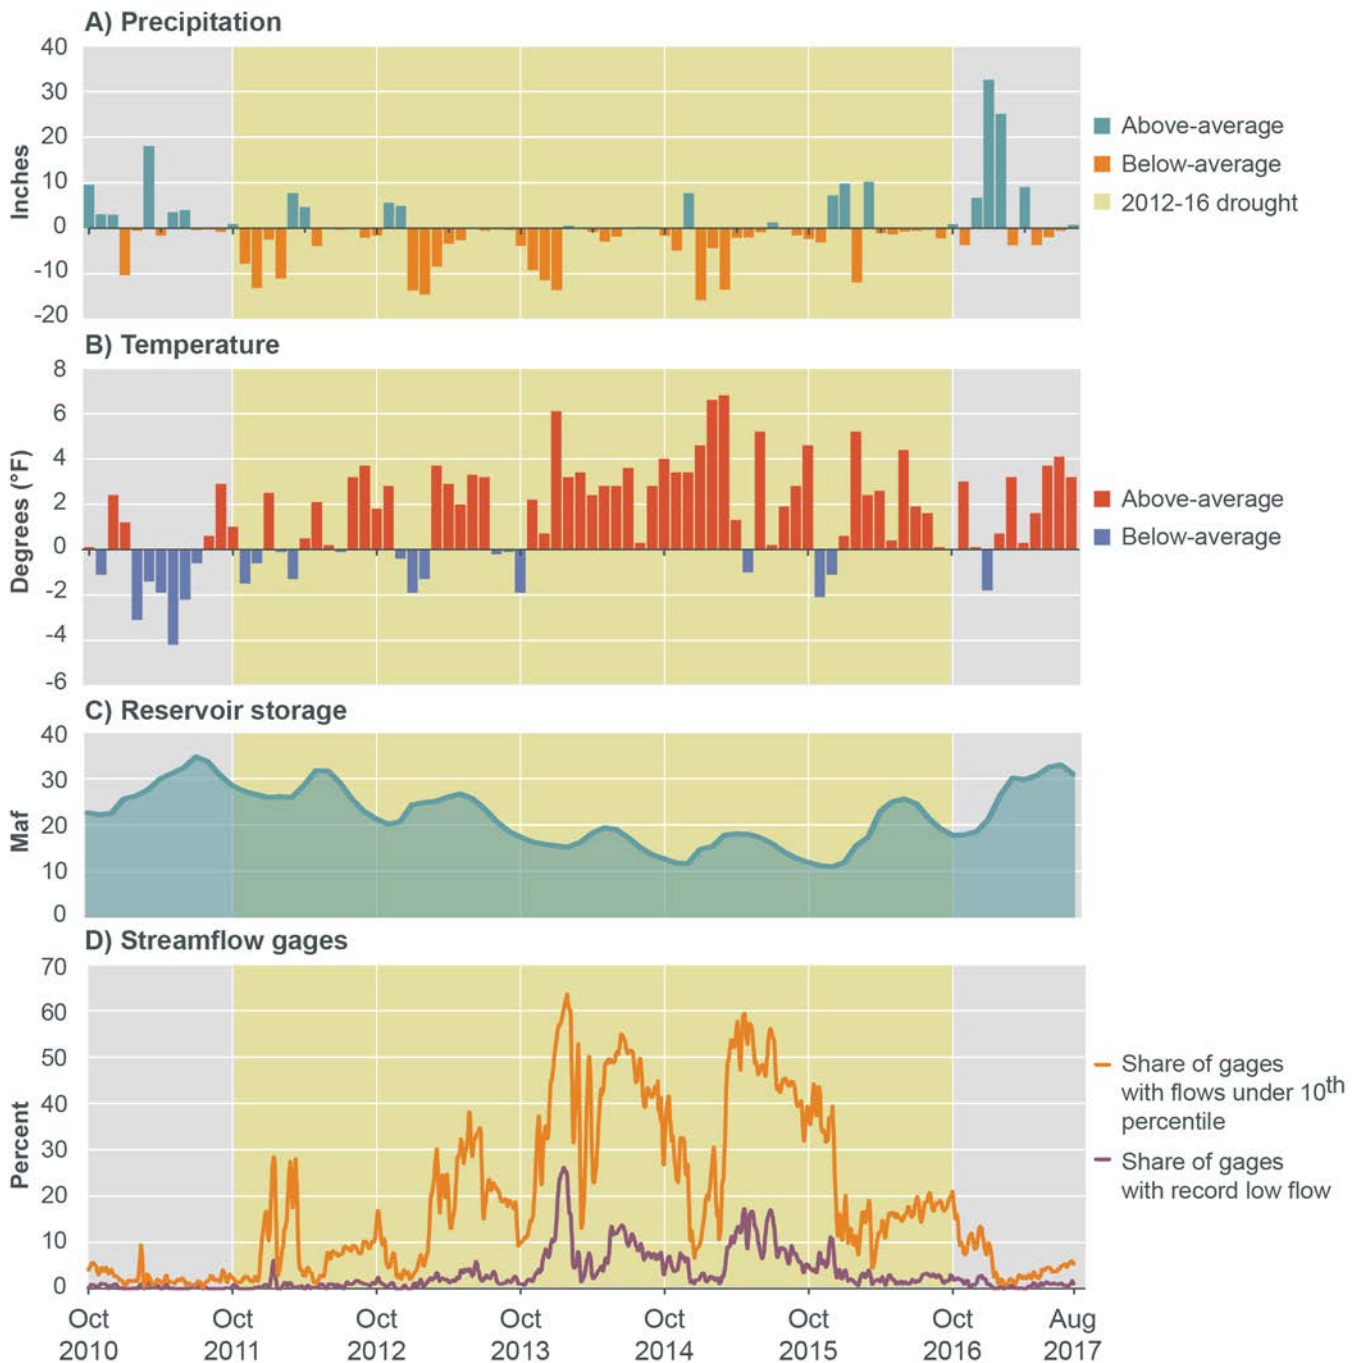 A) Precipitation
40
30
20
10
0
-10
-20
Inches
Above-average
Below-average
2012-16 drought
B) Temperature
8
6
4
2
0
-2
-4
-6
Degrees (°F)
Above-average
Below-average
C) Reservoir storage
40
30
20
10
0
Maf
D) Streamflow gages
70
60
50
40
30
20
10
0
Percent
Share of gages
with flows under 10th
percentile
Share of gages
with record low flow
Oct Oct Oct Oct Oct Oct Oct Aug
2010 2011 2012 2013 2014 2015 2016 2017